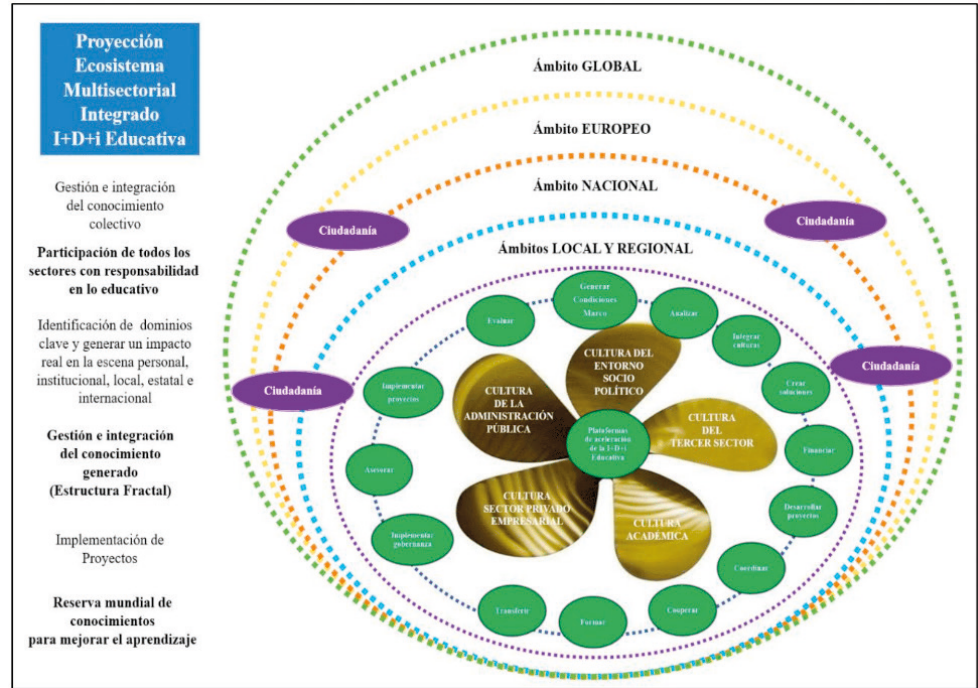 Proyección
Ecosistema
Multisectorial
Integrado
I+D+i Educativa
Gestión e integración
del conocimiento
colectivo
Participación de todos los
sectores con responsabilidad
en lo educativo
Identificación de dominios
clave y generar un impacto
real en la escena personal,
institucional, local, estatal e
internacional
Gestión e integración
del conocimiento
generado
(Estructura Fractal)
Implementación de
Proyectos
Reserva mundial de
conocimientos
para mejorar el aprendizaje
Ámbito GLOBAL
Ámbito EUROPEO
Ámbito NACIONAL
Ámbitos LOCAL Y REGIONAL
Ciudadanía
Ciudadanía
Ciudadanía
Ciudadanía
Generar
Condiciones
Marco
Analizar
Integrar
culturas
Crear
soluciones
Financiar
Desarrollar
proyectos
Coordinar
Cooperar
Formar
Transferir
Implementar
gobernanza
Asesorar
Implementar
proyectos
Evaluar
CULTURA DEL
ENTORNO
SOCIO
POLÍTICO
CULTURA
DEL
TERCER SECTOR
CULTURA
ACADÉMICA
CULTURA
SECTOR PRIVADO
EMPRESARIAL
CULTURA
DE LA
ADMINISTRACIÓN
PÚBLICA
Plataformas
de aceleración
de la I+D+i
Educativa